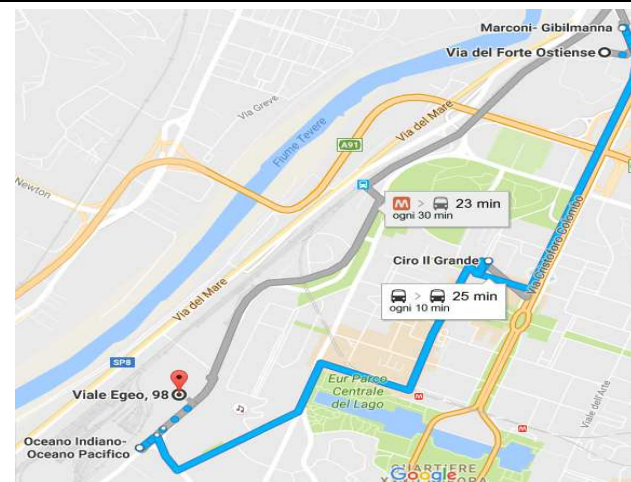 Marconi- Gibilmanna
Via del Forte Ostiense
Via Greve
Via del Mare
Fiume Tevere
A91
Newton
M > 23 min
ogni 30 min
Via Cristoforo Colombo
Ciro Il Grande
> 25 min
ogni 10 min
Via del Mare
SP8
Viale Egeo, 98
Eur Parco
Centrale
del Lago
M
Viale dell'Arte
Oceano Indiano-
Oceano Pacifico
M
Google